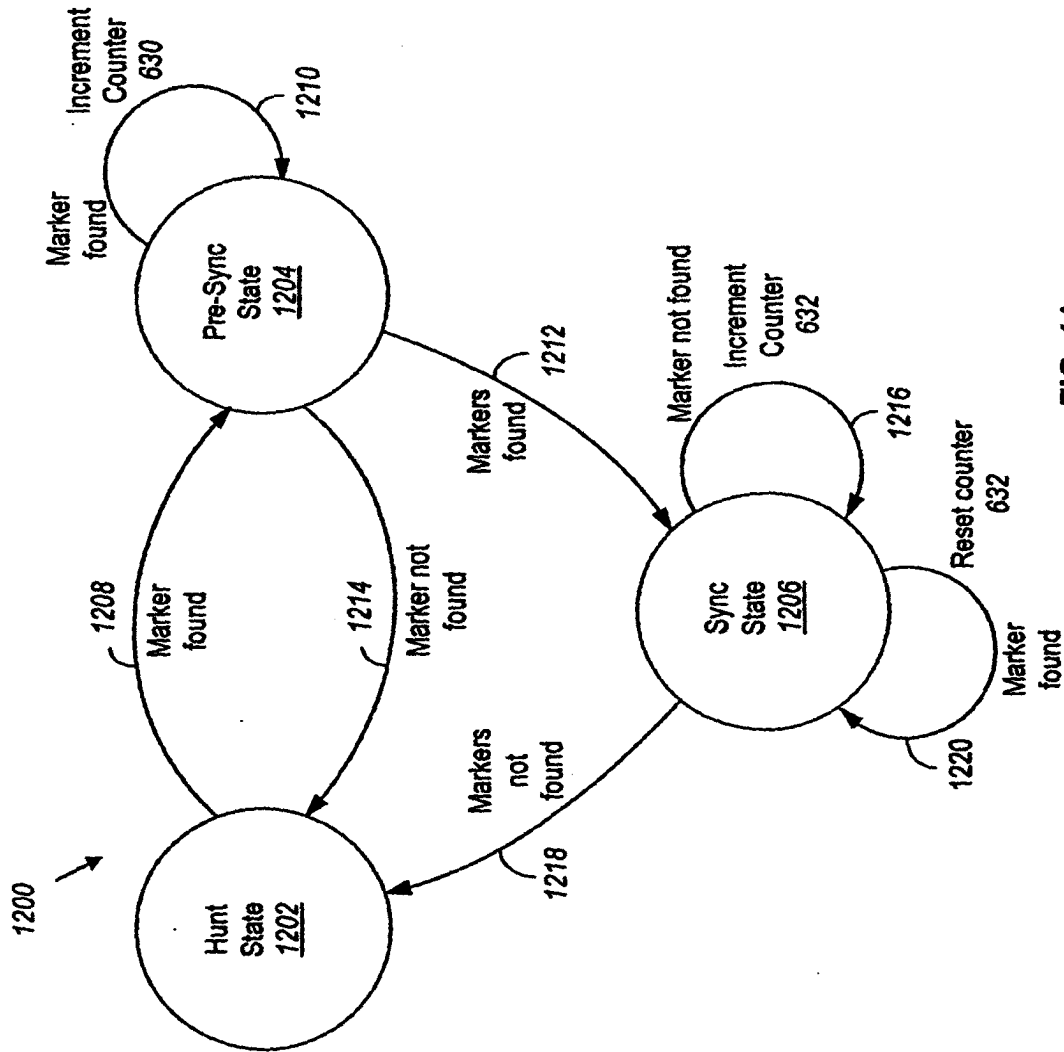 1200
Hunt
State
1202
1208
Marker
found
1214
Marker not
found
Pre-Sync
State
1204
Marker
found
Increment
Counter
630
1210
Markers
found
1212
Markers
not
found
1218
Sync
State
1206
Marker not found
Increment
Counter
632
1216
Reset counter
632
Marker
found
1220